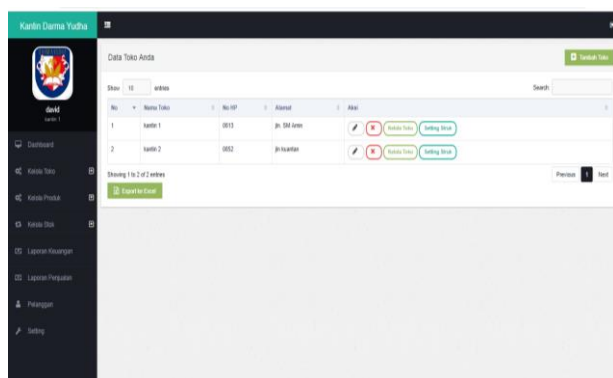 Kantin Darma Yudha
david
kantin 1
Dashboard
Kelola Toko
Kelola Produk
Kelola Stok
Laporan Keuangan
Laporan Penjualan
Pelanggan
Setting
Data Toko Anda
Tambah Toko
Show 10 entries
Search:
No Nama Toko No HP Alamat Aksi
1 kantin 1 0813 jln. SM Amin Kelola Toko Setting Struk
2 kantin 2 0852 jln kuantan Kelola Toko Setting Struk
Showing 1 to 2 of 2 entries
Previous 1 Next
Export ke Excel